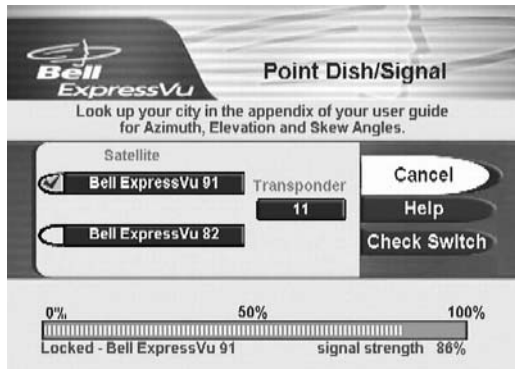 Bell
ExpressVu
Point Dish/Signal
Look up your city in the appendix of your user guide
for Azimuth, Elevation and Skew Angles.
Satellite
Bell ExpressVu 91
Transponder
11
Bell ExpressVu 82
Cancel
Help
Check Switch
0% 50% 100%
Locked - Bell ExpressVu 91 signal strength 86%